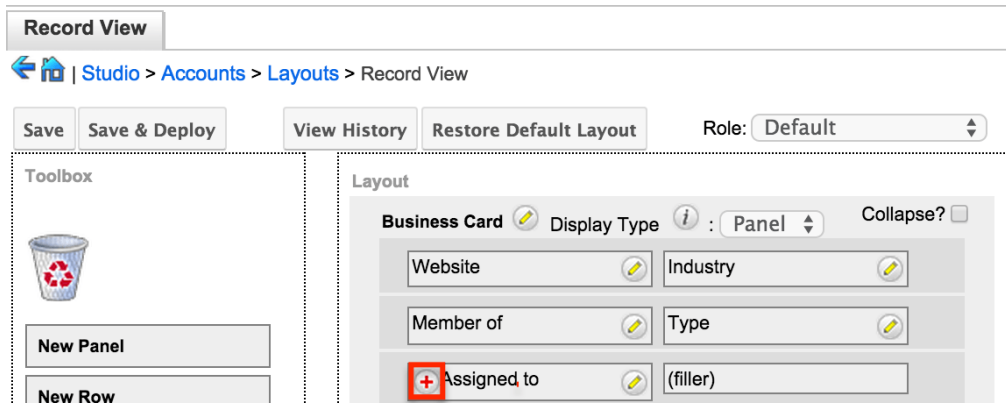 Record View
| Studio > Accounts > Layouts > Record View
Save Save & Deploy View History Restore Default Layout Role: Default
Toolbox
Layout
Business Card Display Type i : Panel Collapse?
Website Industry
Member of Type
New Panel
+ Assigned to (filler)
New Row